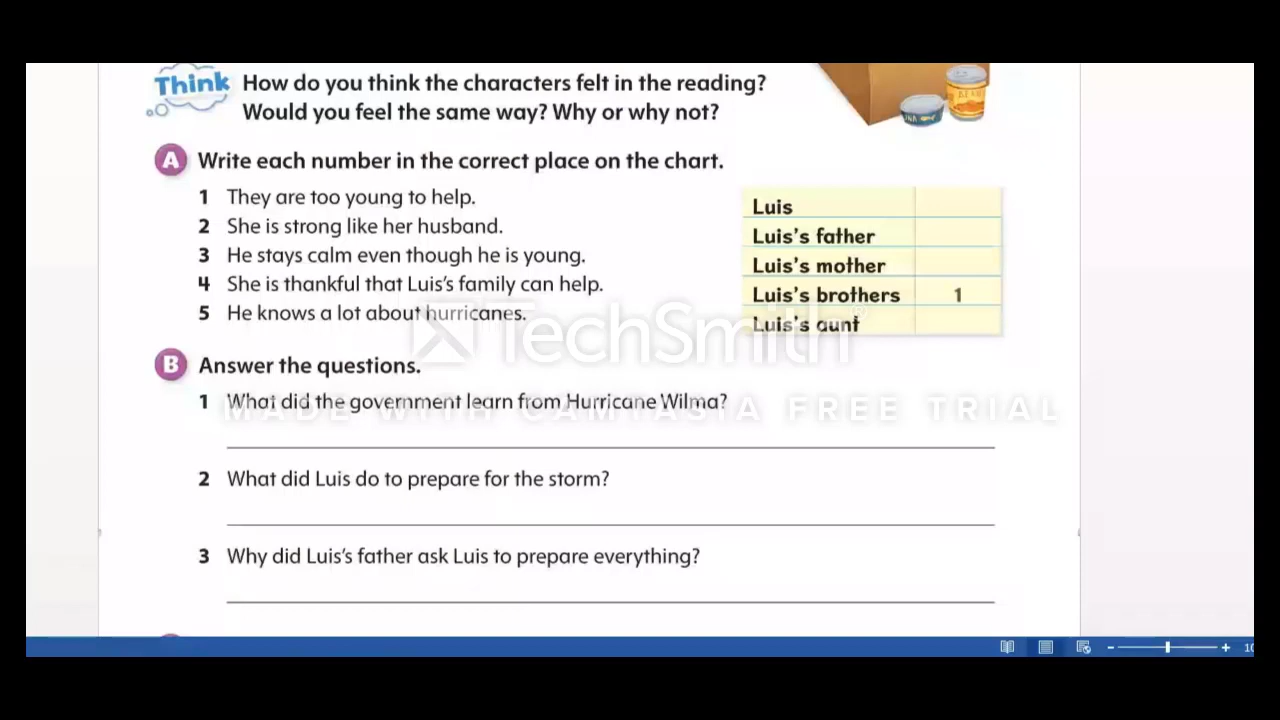 Think
How do you think the characters felt in the reading?
Would you feel the same way? Why or why not?
BEANS
A Write each number in the correct place on the chart.
1 They are too young to help.
2 She is strong like her husband.
3 He stays calm even though he is young.
4 She is thankful that Luis's family can help.
5 He knows a lot about hurricanes.
Luis
Luis's father
Luis's mother
Luis's brothers 1
Luis's aunt
TechSmith®
B Answer the questions.
1 What did the government learn from Hurricane Wilma?
MADE WITH CAMTASIA FREE TRIAL
2 What did Luis do to prepare for the storm?
3 Why did Luis's father ask Luis to prepare everything?